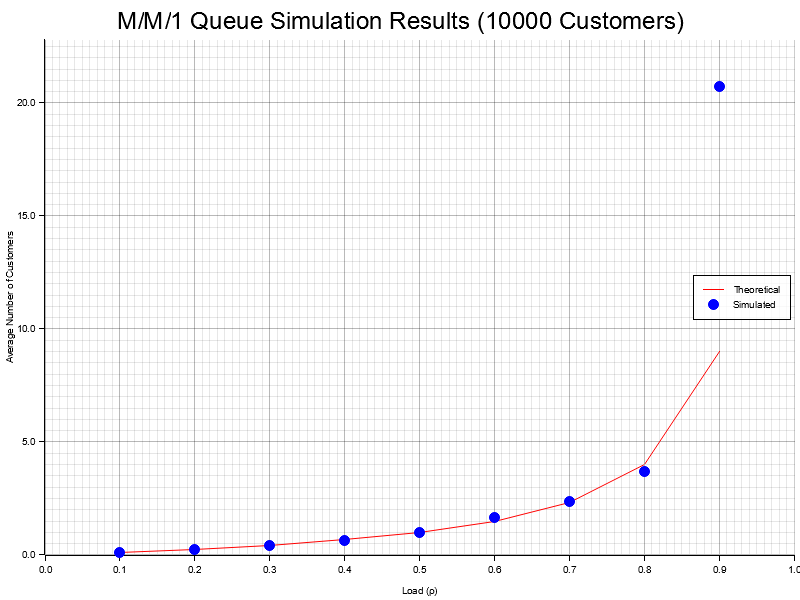 M/M/1 Queue Simulation Results (10000 Customers)
Average Number of Customers
20.0
15.0
10.0
5.0
0.0
Theoretical
Simulated
0.0 0.1 0.2 0.3 0.4 0.5 0.6 0.7 0.8 0.9 1.0
Load (ρ)